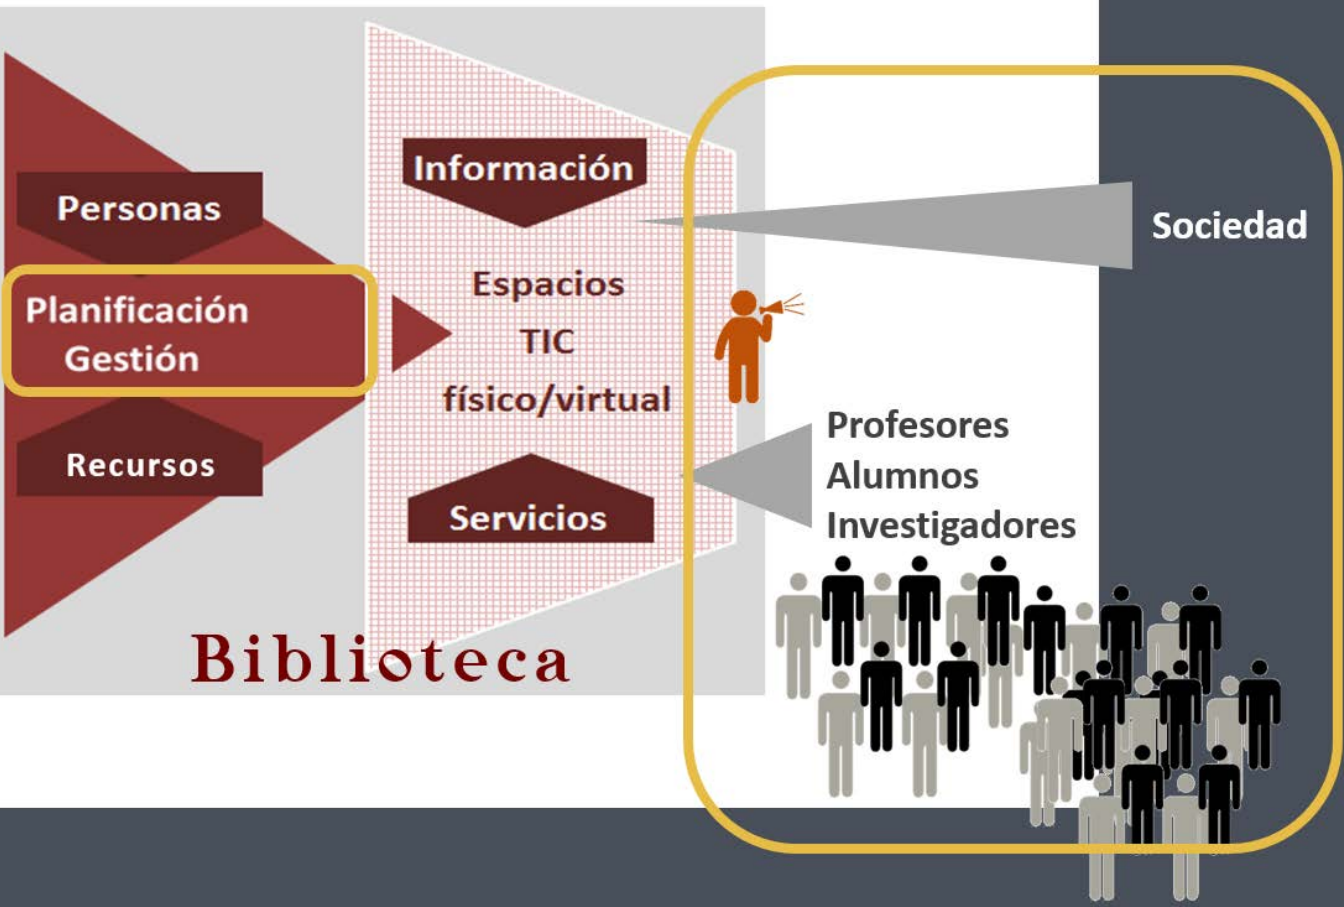 Personas
Planificación
Gestión
Recursos
Información
Espacios
TIC
físico/virtual
Servicios
Biblioteca
Sociedad
Profesores
Alumnos
Investigadores